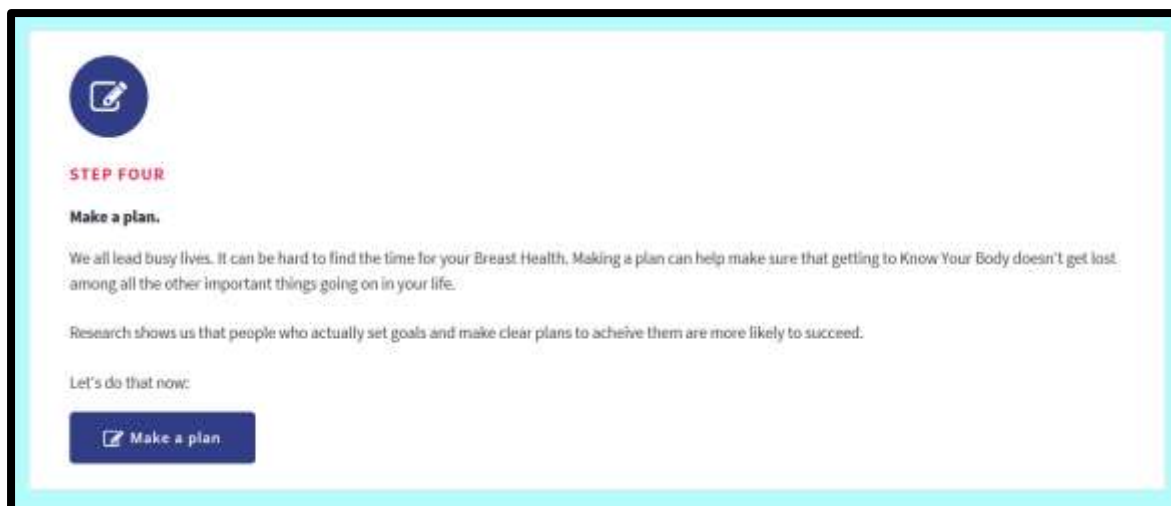 STEP FOUR
Make a plan.
We all lead busy lives. It can be hard to find the time for your Breast Health. Making a plan can help make sure that getting to Know Your Body doesn't get lost
among all the other important things going on in your life.
Research shows us that people who actually set goals and make clear plans to acheive them are more likely to succeed.
Let's do that now:
Make a plan